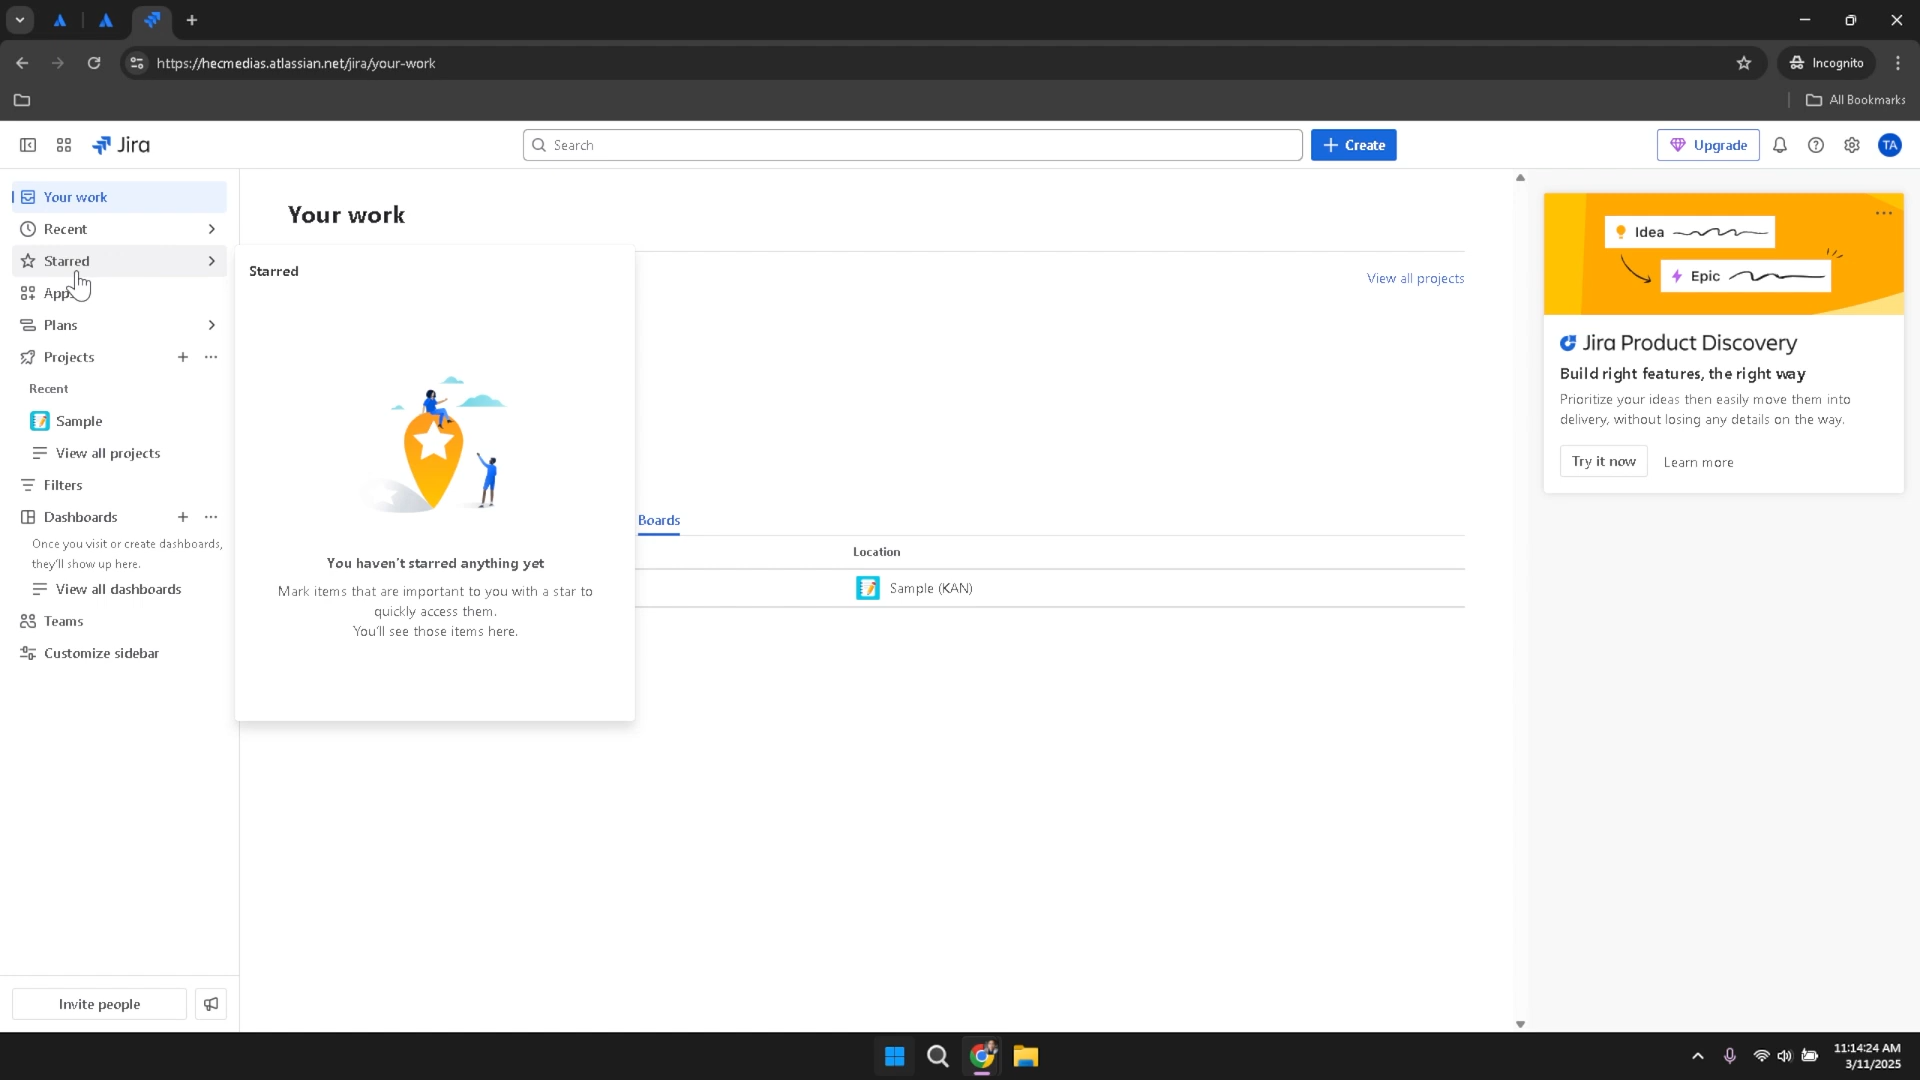 https://hecmedias.atlassian.net/jira/your-work
Incognito
All Bookmarks
Jira
Search
Create
Upgrade
TA
Your work
Recent
Starred
Apps
Plans
Projects
Recent
Sample
View all projects
Filters
Dashboards
Once you visit or create dashboards,
they'll show up here.
View all dashboards
Teams
Customize sidebar
Invite people
Your work
View all projects
Starred
You haven't starred anything yet
Mark items that are important to you with a star to
quickly access them.
You'll see those items here.
Boards
Location
Sample (KAN)
Idea
Epic
Jira Product Discovery
Build right features, the right way
Prioritize your ideas then easily move them into
delivery, without losing any details on the way.
Try it now
Learn more
11:14:24 AM
3/11/2025